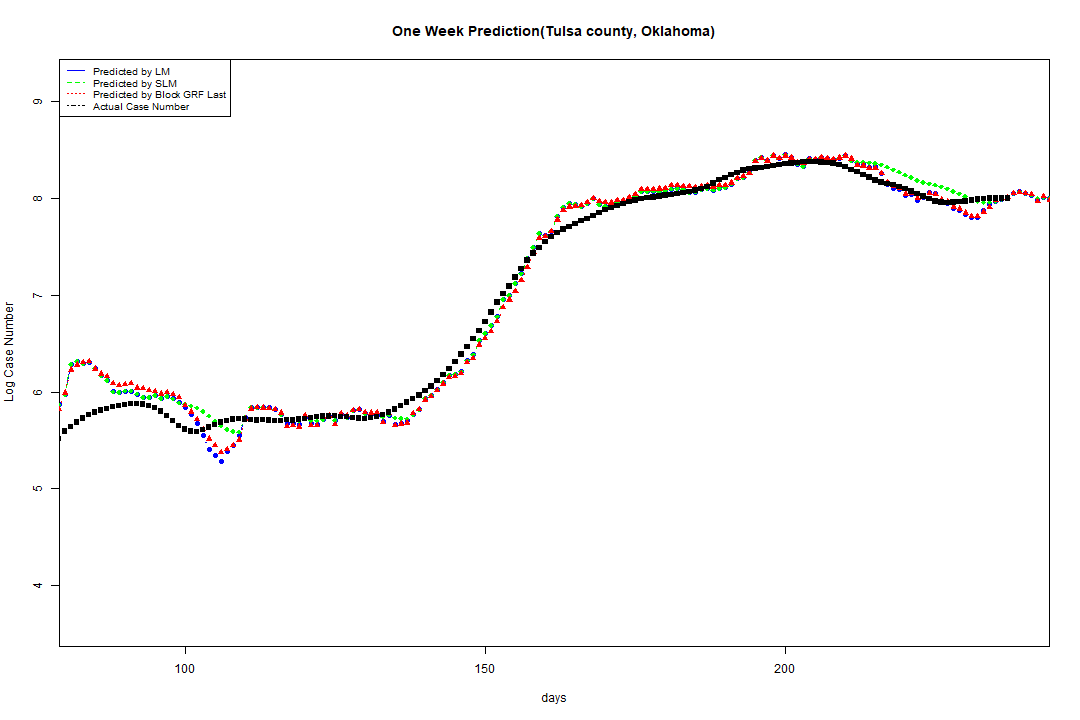 One Week Prediction(Tulsa county, Oklahoma)
Predicted by LM
Predicted by SLM
Predicted by Block GRF Last
Actual Case Number
9
8
7
6
5
4
Log Case Number
100 150 200
days